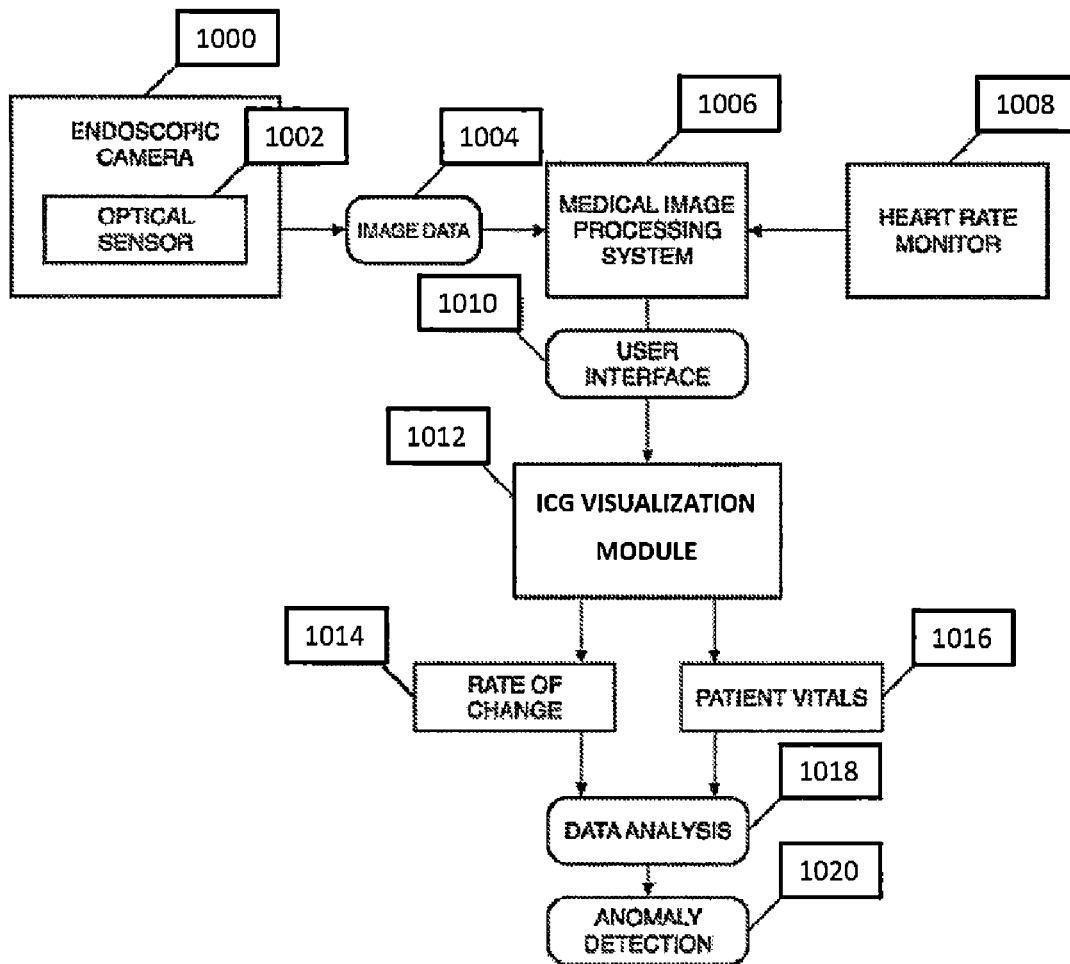 1000
1002
1004
1006
1008
ENDOSCOPIC
CAMERA
OPTICAL
SENSOR
IMAGE DATA
MEDICAL IMAGE
PROCESSING
SYSTEM
HEART RATE
MONITOR
1010
USER
INTERFACE
1012
ICG VISUALIZATION
MODULE
1014
1016
RATE OF
CHANGE
PATIENT VITALS
1018
DATA ANALYSIS
1020
ANOMALY
DETECTION